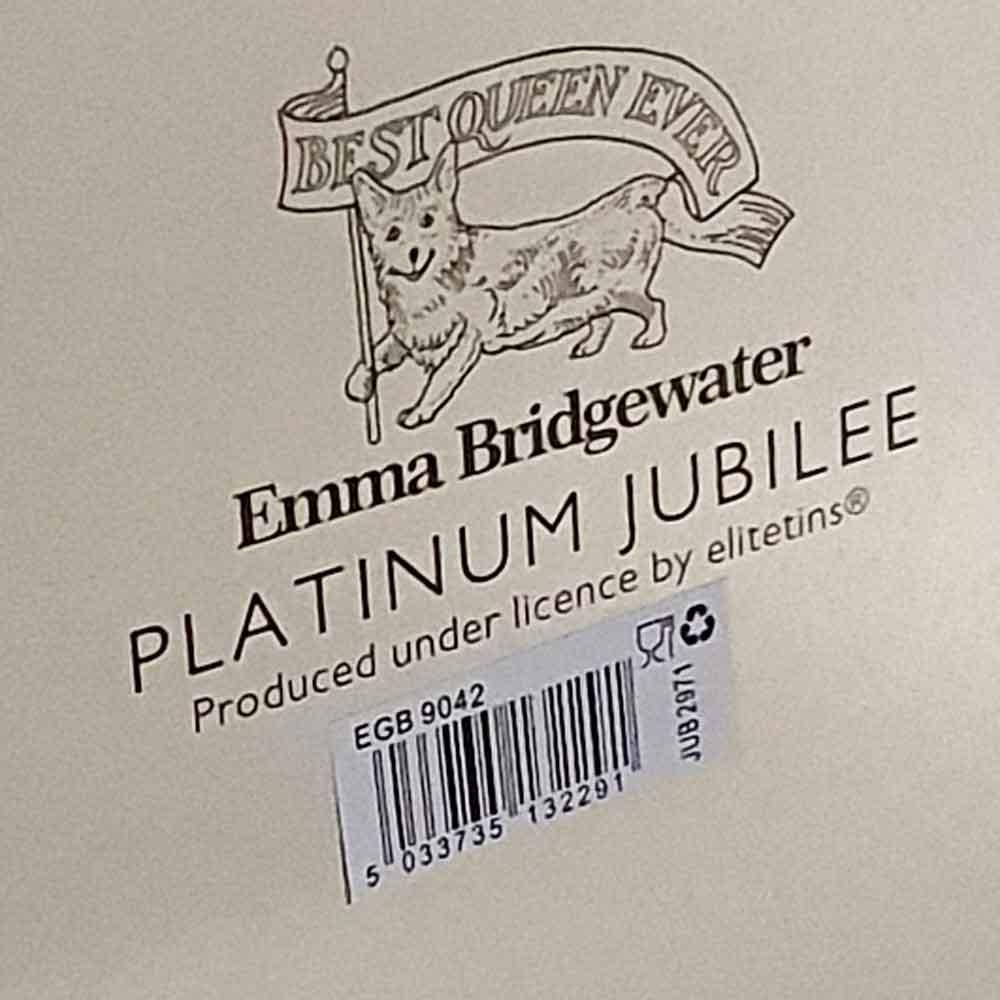 BEST QUEEN EVER
Emma Bridgewater
PLATINUM JUBILEE
Produced under licence by elitetins®
EGB 9042
JUB2971
5 033735 132291